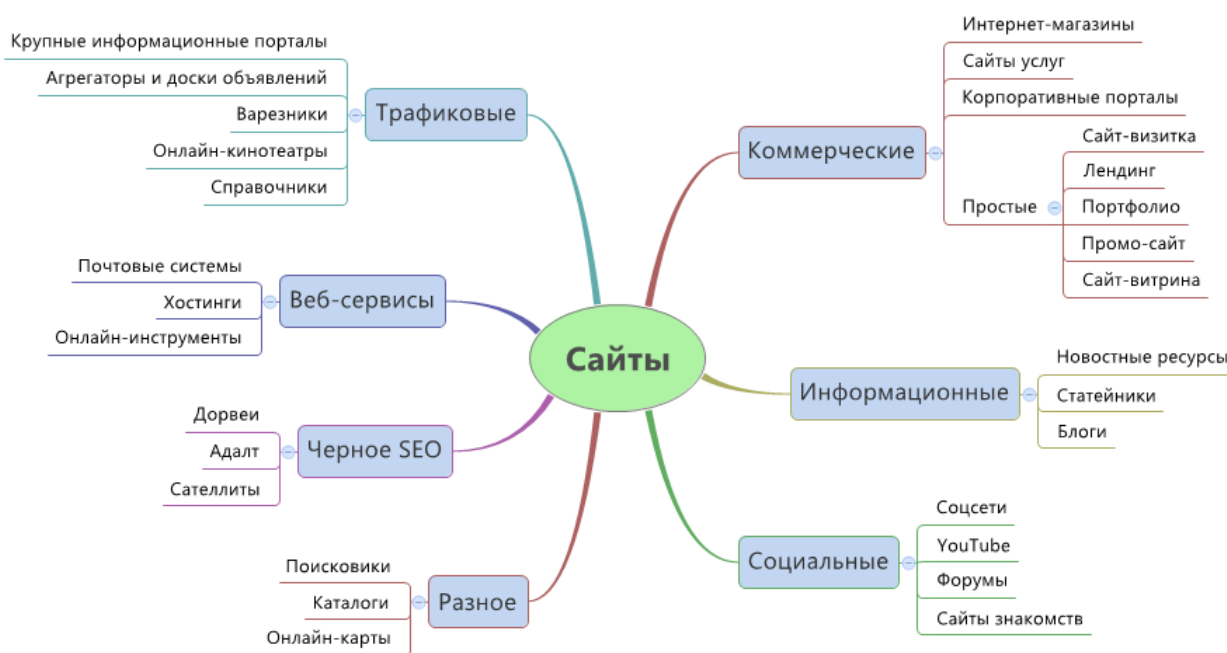 Сайты
Коммерческие
Интернет-магазины
Сайты услуг
Корпоративные порталы
Простые
Сайт-визитка
Лендинг
Портфолио
Промо-сайт
Сайт-витрина
Информационные
Новостные ресурсы
Статейники
Блоги
Социальные
Соцсети
YouTube
Форумы
Сайты знакомств
Трафиковые
Крупные информационные порталы
Агрегаторы и доски объявлений
Варезники
Онлайн-кинотеатры
Справочники
Веб-сервисы
Почтовые системы
Хостинги
Онлайн-инструменты
Черное SEO
Дорвеи
Адалт
Сателлиты
Разное
Поисковики
Каталоги
Онлайн-карты